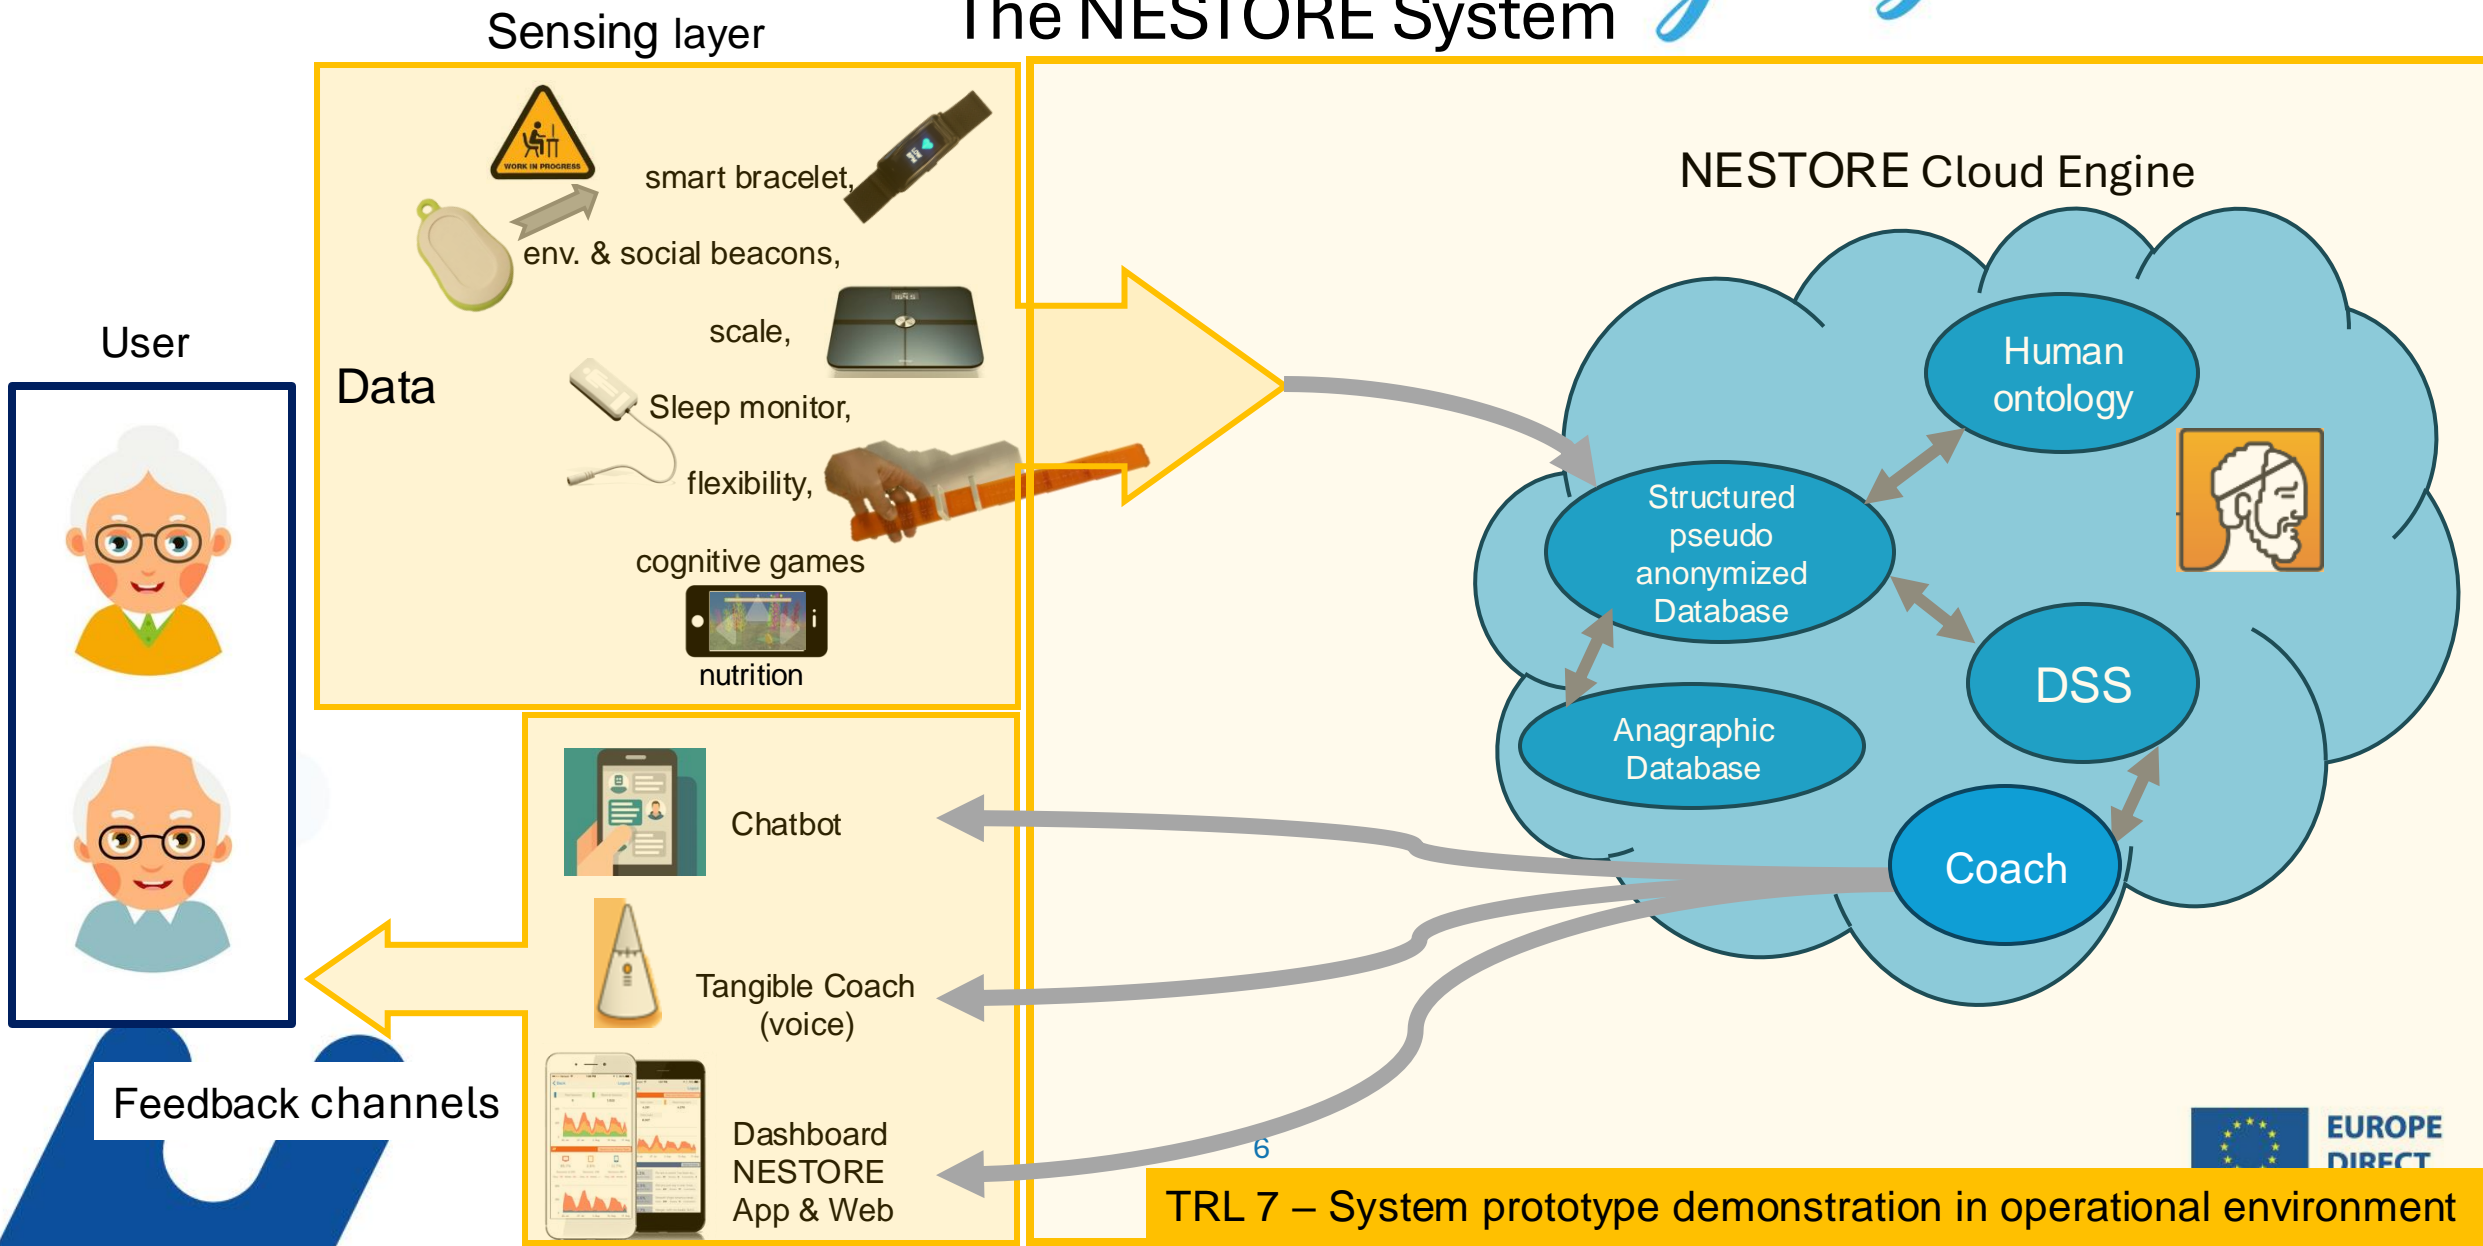 The NESTORE System
Sensing layer
WORK IN PROGRESS
smart bracelet,
env. & social beacons,
scale,
Data
Sleep monitor,
flexibility,
cognitive games
nutrition
User
NESTORE Cloud Engine
Human
ontology
Structured
pseudo
anonymized
Database
DSS
Anagraphic
Database
Coach
Chatbot
Tangible Coach
(voice)
Dashboard
NESTORE
App & Web
Feedback channels
6
EUROPE
DIRECT
TRL 7 – System prototype demonstration in operational environment